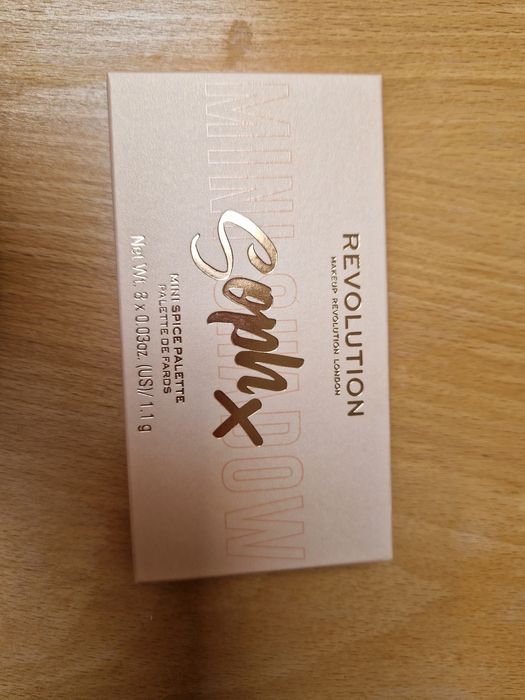 REVOLUTION
MAKEUP REVOLUTION LONDON
MINI SHADOW
Soph x
MINI SPICE PALETTE
PALETTE DE FARDS
Net Wt. 8 x 0.03oz. (US)/ 1.1 g